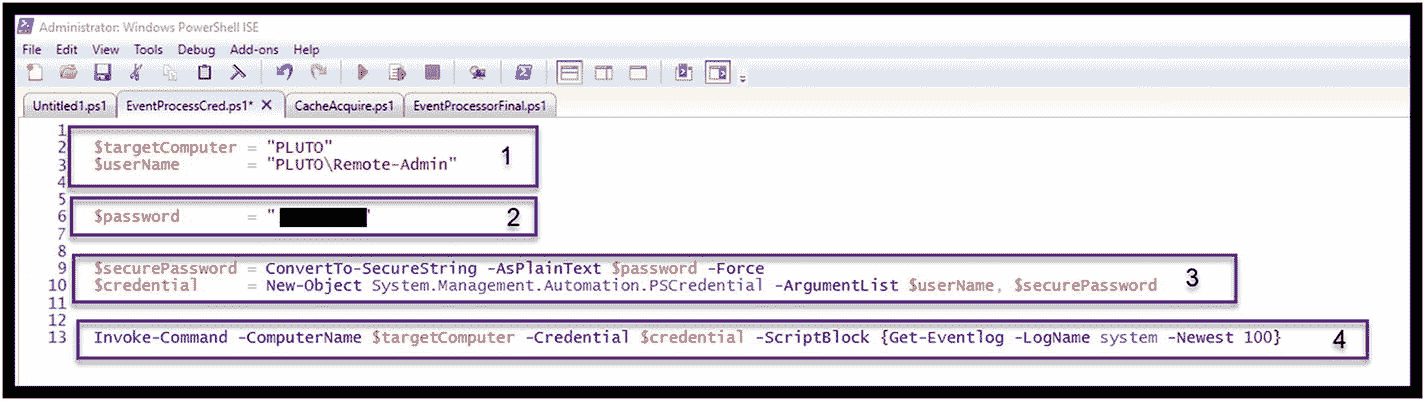 Administrator: Windows PowerShell ISE
File Edit View Tools Debug Add-ons Help
Untitled1.ps1 EventProcessCred.ps1* X CacheAcquire.ps1 EventProcessorFinal.ps1
1
2 $targetComputer = "PLUTO" 1
3 $userName = "PLUTO\Remote-Admin"
4
5
6 $password = " " 2
7
8
9 $securePassword = ConvertTo-SecureString -AsPlainText $password -Force
10 $credential = New-Object System.Management.Automation.PSCredential -ArgumentList $userName, $securePassword 3
11
12
13 Invoke-Command -ComputerName $targetComputer -Credential $credential -ScriptBlock {Get-Eventlog -LogName system -Newest 100} 4